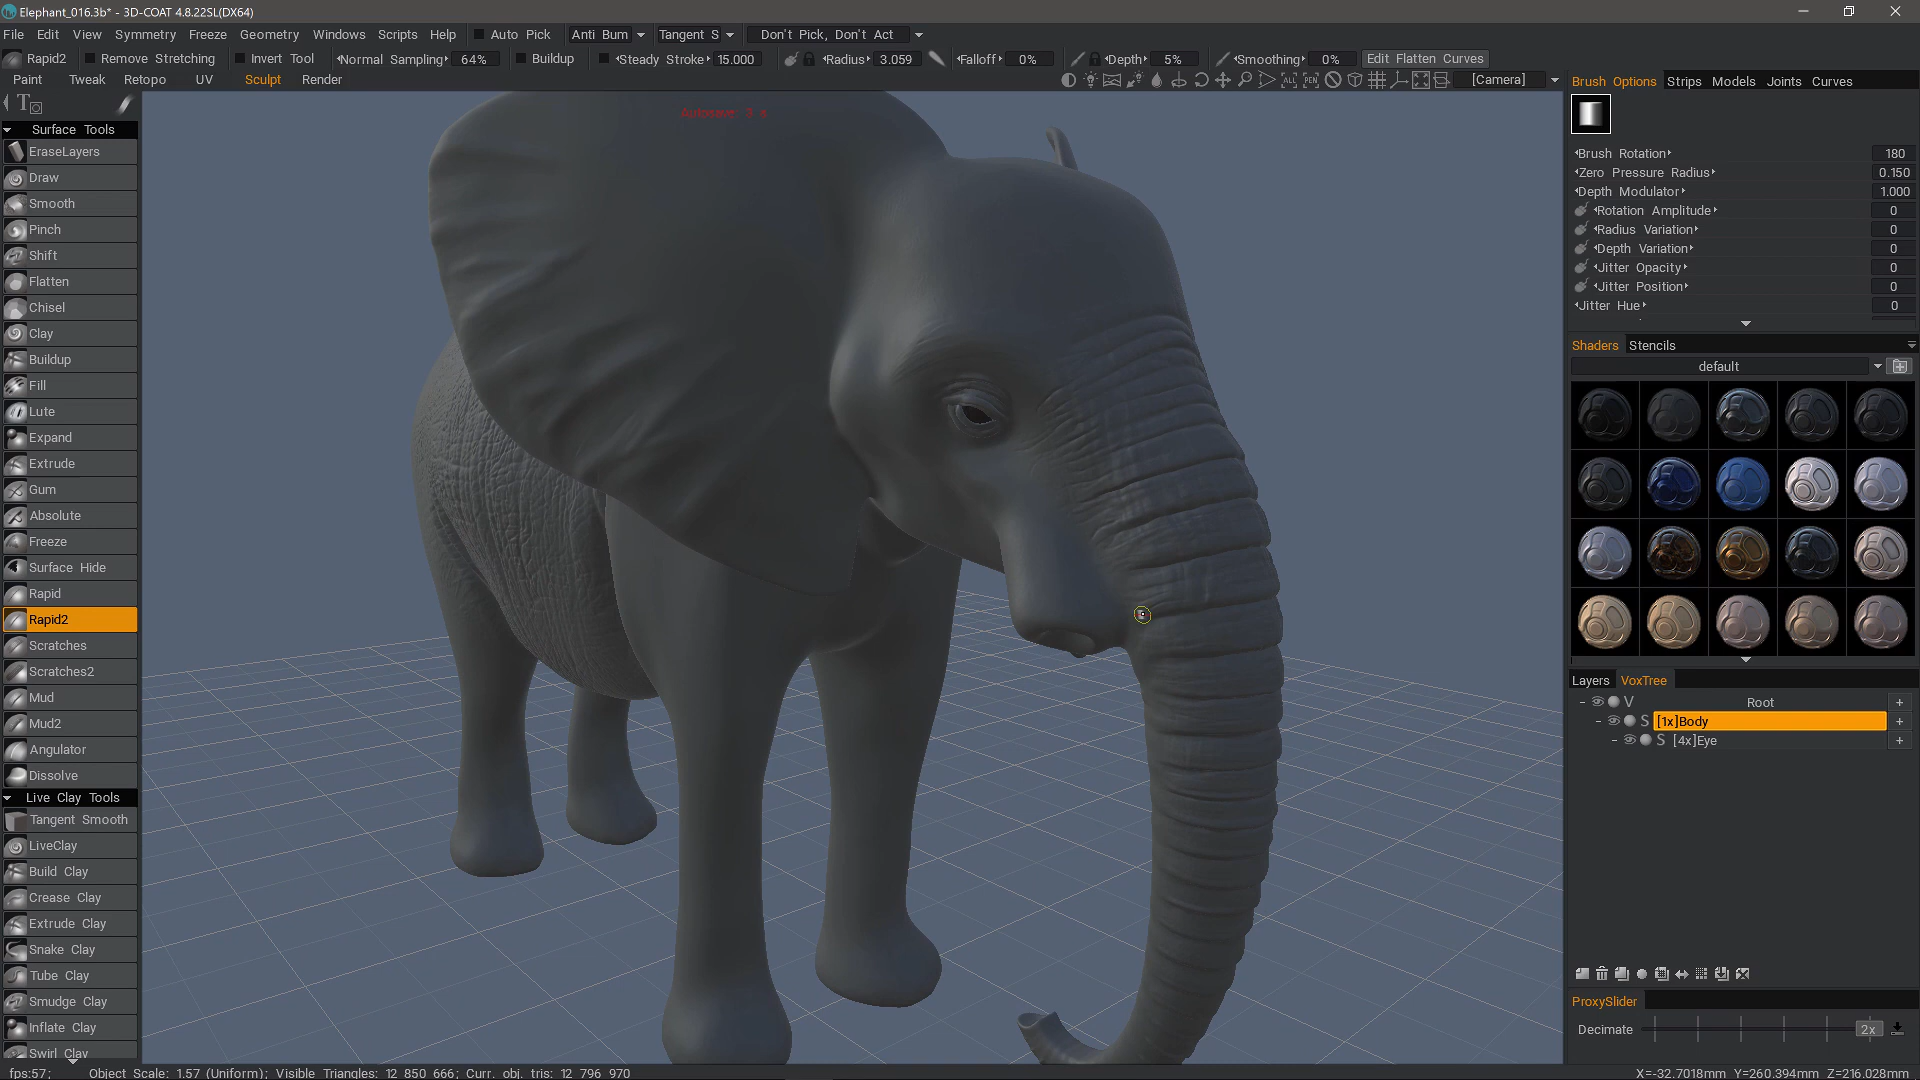 Elephant_016.3b* - 3D-COAT 4.8.22SL(DX64)
File Edit View Symmetry Freeze Geometry Windows Scripts Help Auto Pick Anti Bum Tangent S Don't Pick, Don't Act
Rapid2 Remove Stretching Invert Tool Normal Sampling 64% Buildup Steady Stroke 15.000 Radius 3.059 Falloff 0% Depth 5% Smoothing 0% Edit Flatten Curves
Paint Tweak Retopo UV Sculpt Render [Camera]
ALL PEN
Brush Options Strips Models Joints Curves
Autosave: 3 s
Surface Tools
EraseLayers
Draw
Smooth
Pinch
Shift
Flatten
Chisel
Clay
Buildup
Fill
Lute
Expand
Extrude
Gum
Absolute
Freeze
Surface Hide
Rapid
Rapid2
Scratches
Scratches2
Mud
Mud2
Angulator
Dissolve
Live Clay Tools
Tangent Smooth
LiveClay
Build Clay
Crease Clay
Extrude Clay
Snake Clay
Tube Clay
Smudge Clay
Inflate Clay
Swirl Clay
Brush Rotation 180
Zero Pressure Radius 0.150
Depth Modulator 1.000
Rotation Amplitude 0
Radius Variation 0
Depth Variation 0
Jitter Opacity 0
Jitter Position 0
Jitter Hue 0
Shaders Stencils
default
Layers VoxTree
V Root +
S [1x]Body +
S [4x]Eye +
ProxySlider
Decimate 2x
fps:57; Object Scale: 1.57 (Uniform); Visible Triangles: 12 850 666; Curr. obj. tris: 12 796 970 X=-32.7018mm Y=260.394mm Z=216.028mm